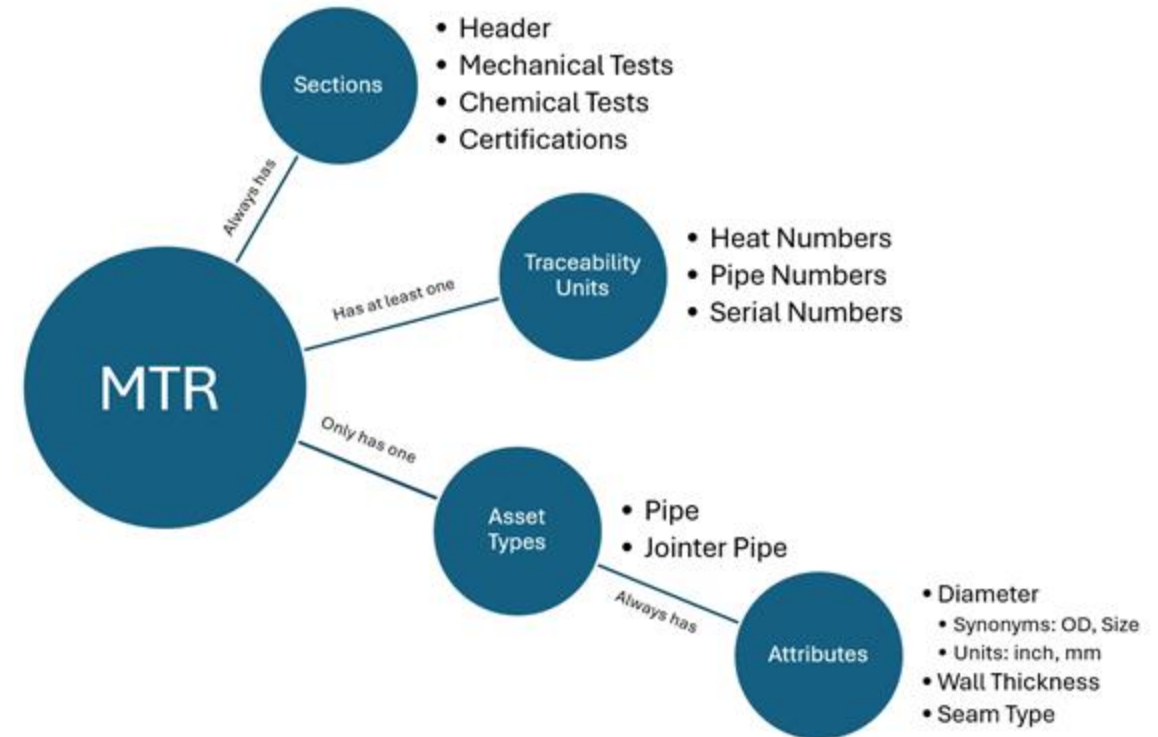 Sections
• Header
• Mechanical Tests
• Chemical Tests
• Certifications
Always has
Traceability
Units
• Heat Numbers
• Pipe Numbers
• Serial Numbers
Has at least one
MTR
Only has one
Asset
Types
• Pipe
• Jointer Pipe
Always has
Attributes
• Diameter
• Synonyms: OD, Size
• Units: inch, mm
• Wall Thickness
• Seam Type